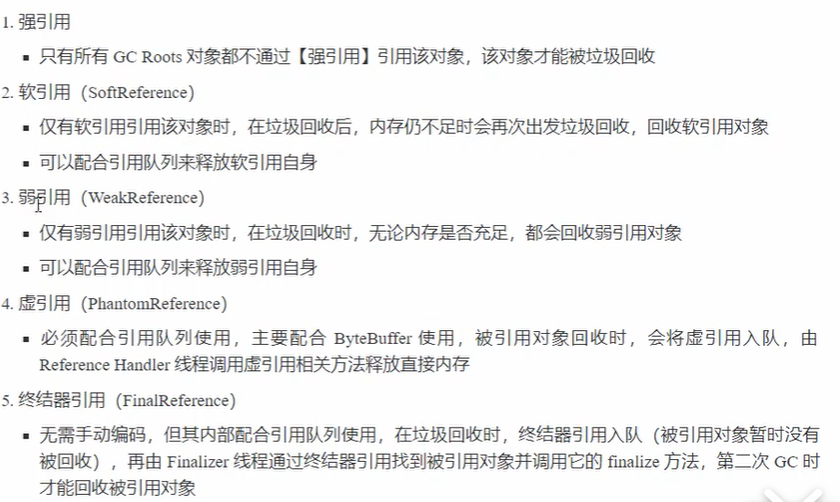 1. 强引用
▪ 只有所有 GC Roots 对象都不通过【强引用】引用该对象，该对象才能被垃圾回收
2. 软引用（SoftReference）
▪ 仅有软引用引用该对象时，在垃圾回收后，内存仍不足时会再次出发垃圾回收，回收软引用对象
▪ 可以配合引用队列来释放软引用自身
3. 弱引用（WeakReference）
▪ 仅有弱引用引用该对象时，在垃圾回收时，无论内存是否充足，都会回收弱引用对象
▪ 可以配合引用队列来释放弱引用自身
4. 虚引用（PhantomReference）
▪ 必须配合引用队列使用，主要配合 ByteBuffer 使用，被引用对象回收时，会将虚引用入队，由
Reference Handler 线程调用虚引用相关方法释放直接内存
5. 终结器引用（FinalReference）
▪ 无需手动编码，但其内部配合引用队列使用，在垃圾回收时，终结器引用入队（被引用对象暂时没有
被回收），再由 Finalizer 线程通过终结器引用找到被引用对象并调用它的 finalize 方法，第二次 GC 时
才能回收被引用对象